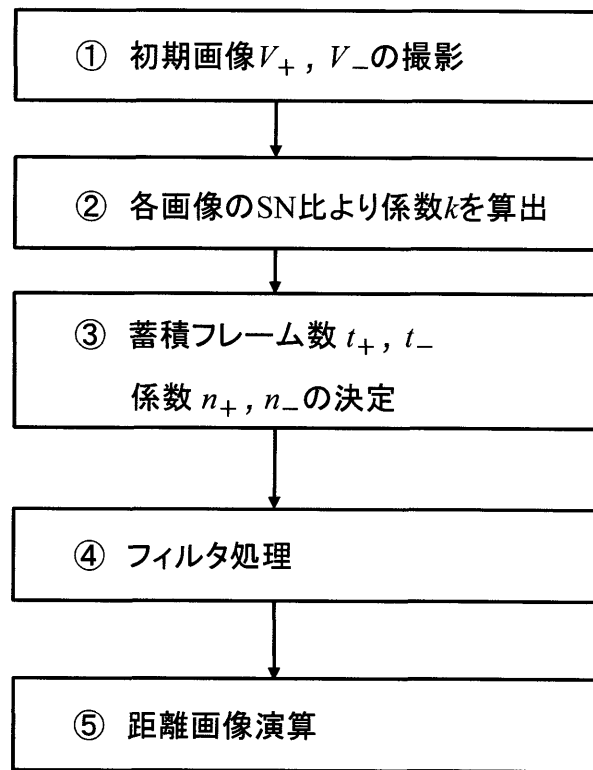 ① 初期画像V₊ , V₋の撮影
② 各画像のSN比より係数kを算出
③ 蓄積フレーム数 t₊ , t₋
係数 n₊ , n₋の決定
④ フィルタ処理
⑤ 距離画像演算